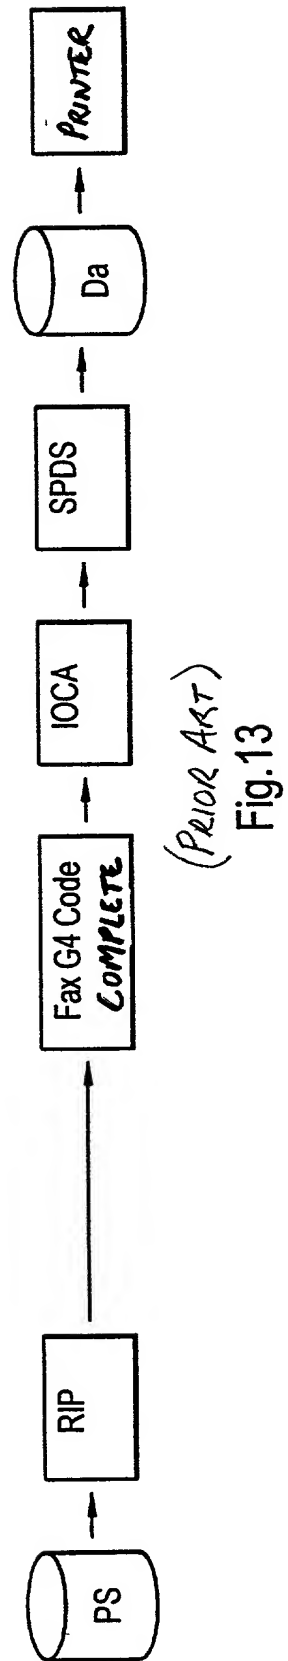 PS
RIP
Fax G4 Code
COMPLETE
IOCA
SPDS
Da
PRINTER
(PRIOR ART)
Fig.13